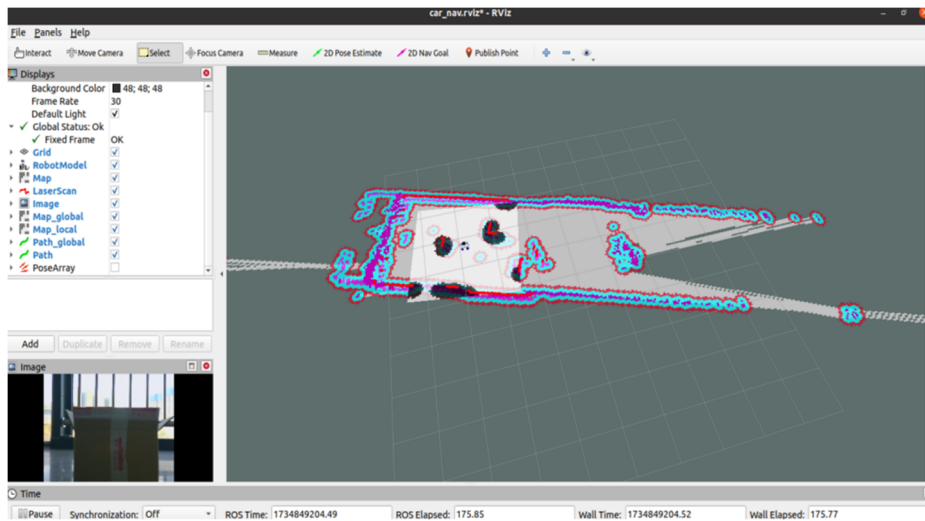 car_nav.rviz* - RViz
File Panels Help
Interact Move Camera Select Focus Camera Measure 2D Pose Estimate 2D Nav Goal Publish Point
Displays
Background Color 48; 48; 48
Frame Rate 30
Default Light
Global Status: Ok
Fixed Frame OK
Grid
RobotModel
Map
LaserScan
Image
Map_global
Map_local
Path_global
Path
PoseArray
Add Duplicate Remove Rename
Image
Time
Pause Synchronization: Off ROS Time: 1734849204.49 ROS Elapsed: 175.85 Wall Time: 1734849204.52 Wall Elapsed: 175.77